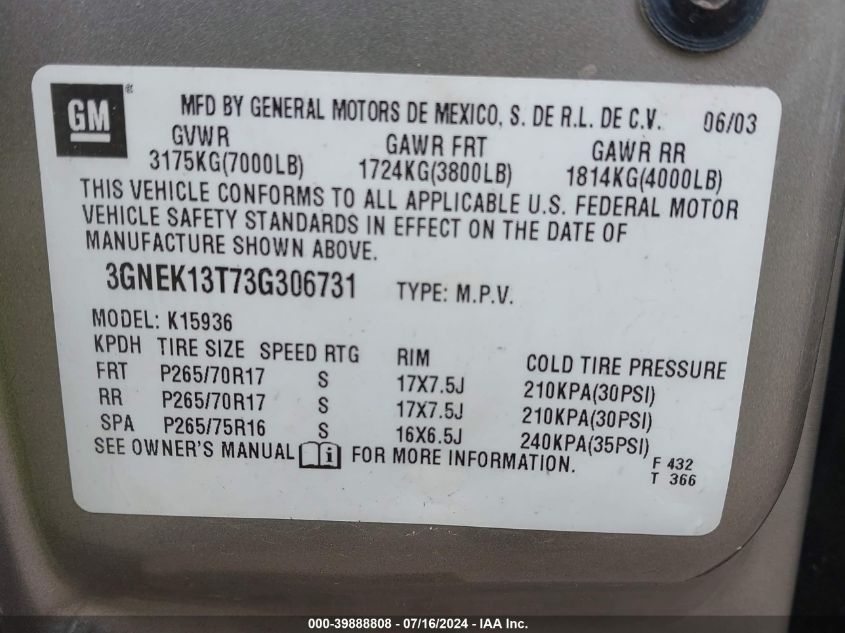 GM ®
MFD BY GENERAL MOTORS DE MEXICO, S. DE R.L. DE C.V. 06/03
GVWR GAWR FRT GAWR RR
3175KG(7000LB) 1724KG(3800LB) 1814KG(4000LB)
THIS VEHICLE CONFORMS TO ALL APPLICABLE U.S. FEDERAL MOTOR
VEHICLE SAFETY STANDARDS IN EFFECT ON THE DATE OF
MANUFACTURE SHOWN ABOVE.
3GNEK13T73G306731 TYPE: M.P.V.
MODEL: K15936
KPDH TIRE SIZE SPEED RTG RIM COLD TIRE PRESSURE
FRT P265/70R17 S 17X7.5J 210KPA(30PSI)
RR P265/70R17 S 17X7.5J 210KPA(30PSI)
SPA P265/75R16 S 16X6.5J 240KPA(35PSI)
SEE OWNER'S MANUAL i FOR MORE INFORMATION.
F 432
T 366
000-39888808 - 07/16/2024 - IAA Inc.